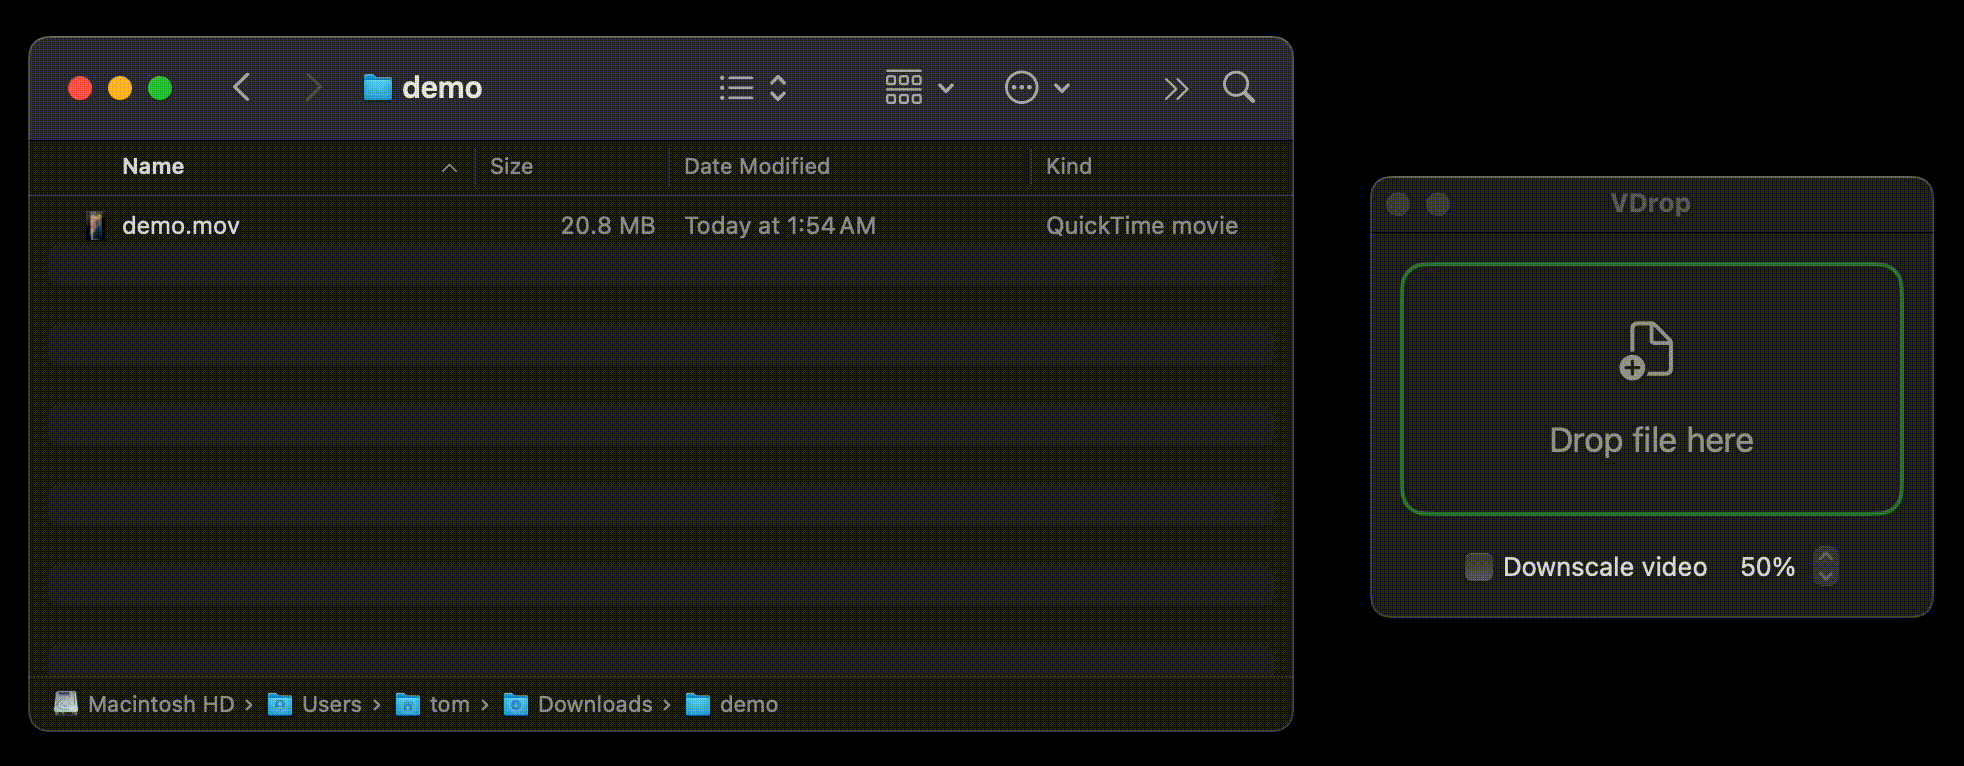 demo
Name Size Date Modified Kind
demo.mov 20.8 MB Today at 1:54 AM QuickTime movie
Macintosh HD › Users › tom › Downloads › demo
VDrop
Drop file here
Downscale video 50%